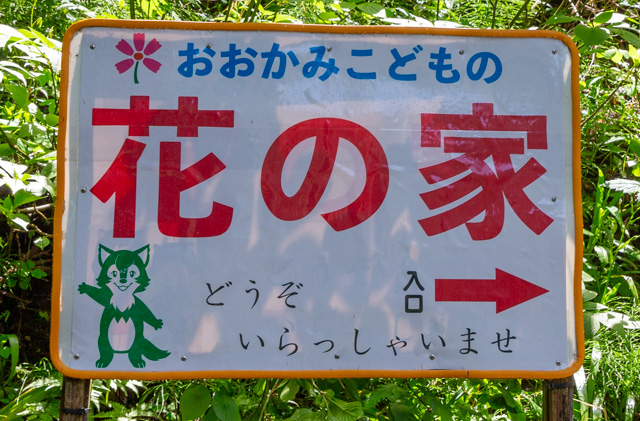 おおかみこどもの
花の家
どうぞ
入口
いらっしゃいませ